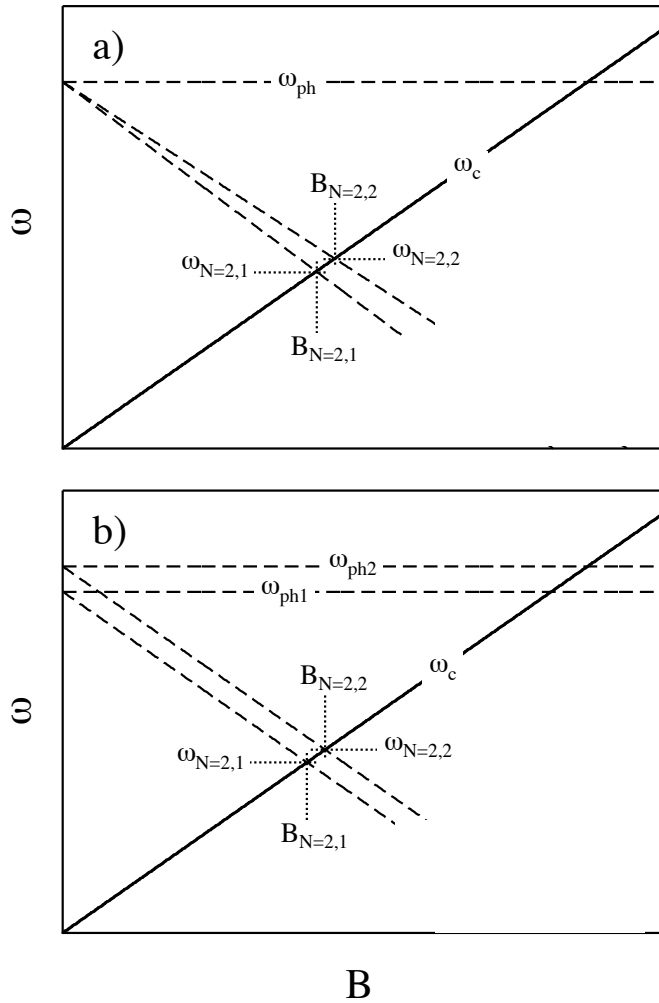 a)
ω_ph
ω_c
B_N=2,2
ω_N=2,1
ω_N=2,2
B_N=2,1
ω
b)
ω_ph2
ω_ph1
ω_c
B_N=2,2
ω_N=2,1
ω_N=2,2
B_N=2,1
ω
B